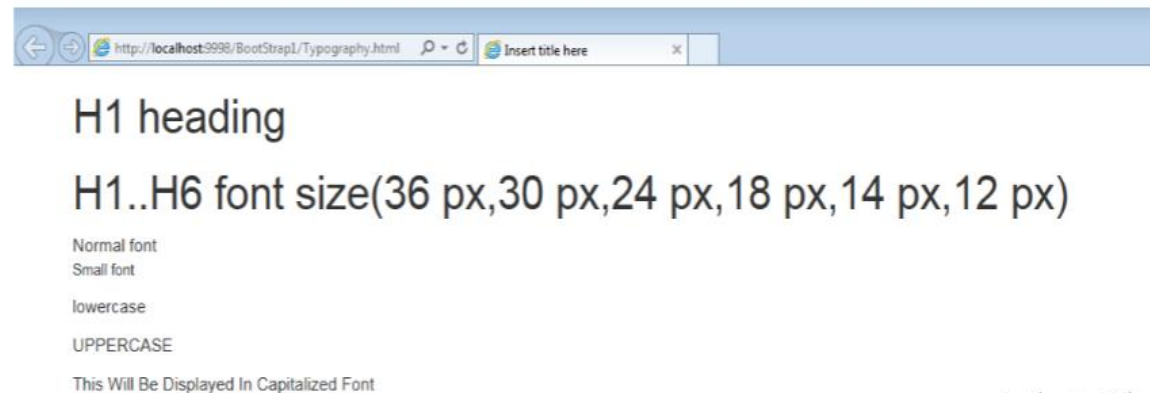 http://localhost:9998/BootStrap1/Typography.html
Insert title here
H1 heading
H1..H6 font size(36 px,30 px,24 px,18 px,14 px,12 px)
Normal font
Small font
lowercase
UPPERCASE
This Will Be Displayed In Capitalized Font